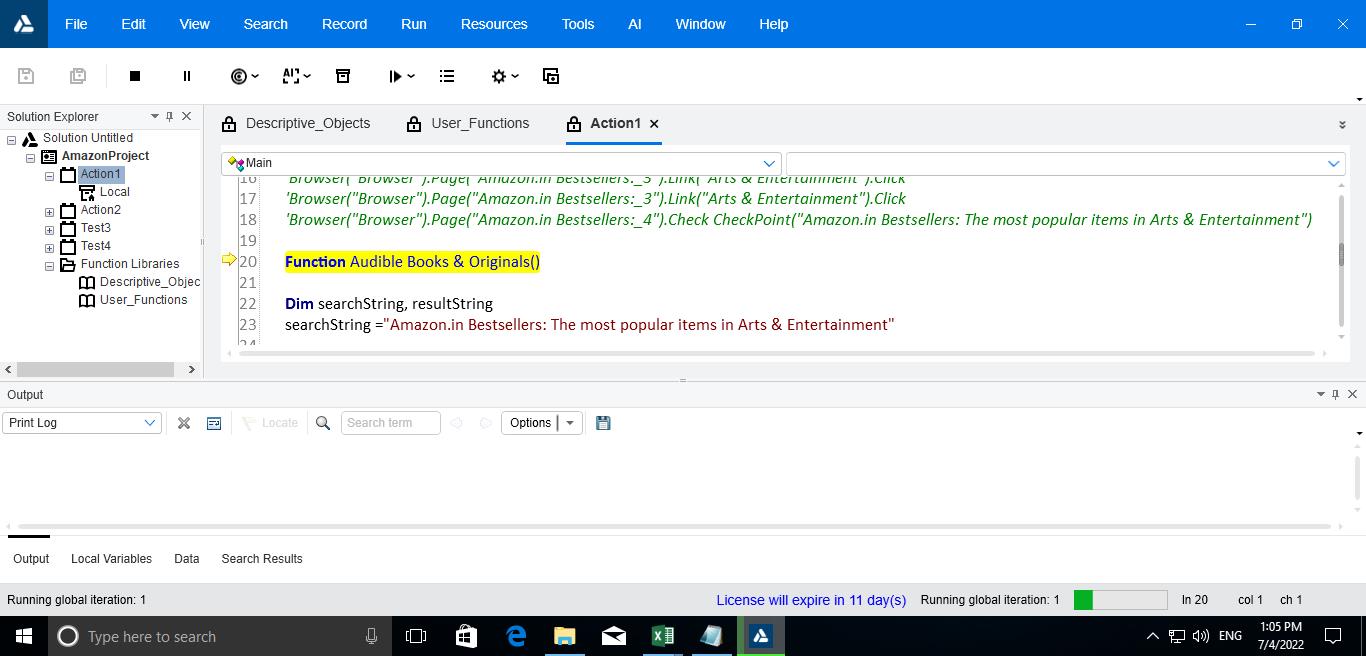 File Edit View Search Record Run Resources Tools AI Window Help
Solution Explorer
Solution Untitled
AmazonProject
Action1
Local
Action2
Test3
Test4
Function Libraries
Descriptive_Objec
User_Functions
Descriptive_Objects User_Functions Action1
Main
16 'Browser("Browser").Page("Amazon.in Bestsellers:_3").Link("Arts & Entertainment").Click
17 'Browser("Browser").Page("Amazon.in Bestsellers:_3").Link("Arts & Entertainment").Click
18 'Browser("Browser").Page("Amazon.in Bestsellers:_4").Check CheckPoint("Amazon.in Bestsellers: The most popular items in Arts & Entertainment")
19
20 Function Audible Books & Originals()
21
22 Dim searchString, resultString
23 searchString ="Amazon.in Bestsellers: The most popular items in Arts & Entertainment"
24
Output
Print Log Locate Search term Options
Output Local Variables Data Search Results
Running global iteration: 1 License will expire in 11 day(s) Running global iteration: 1 ln 20 col 1 ch 1
Type here to search ENG 1:05 PM
7/4/2022